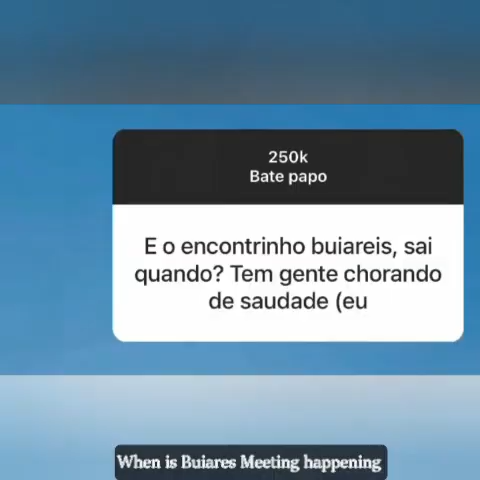 250k
Bate papo
E o encontrinho buiareis, sai
quando? Tem gente chorando
de saudade (eu
When is Buiares Meeting happening